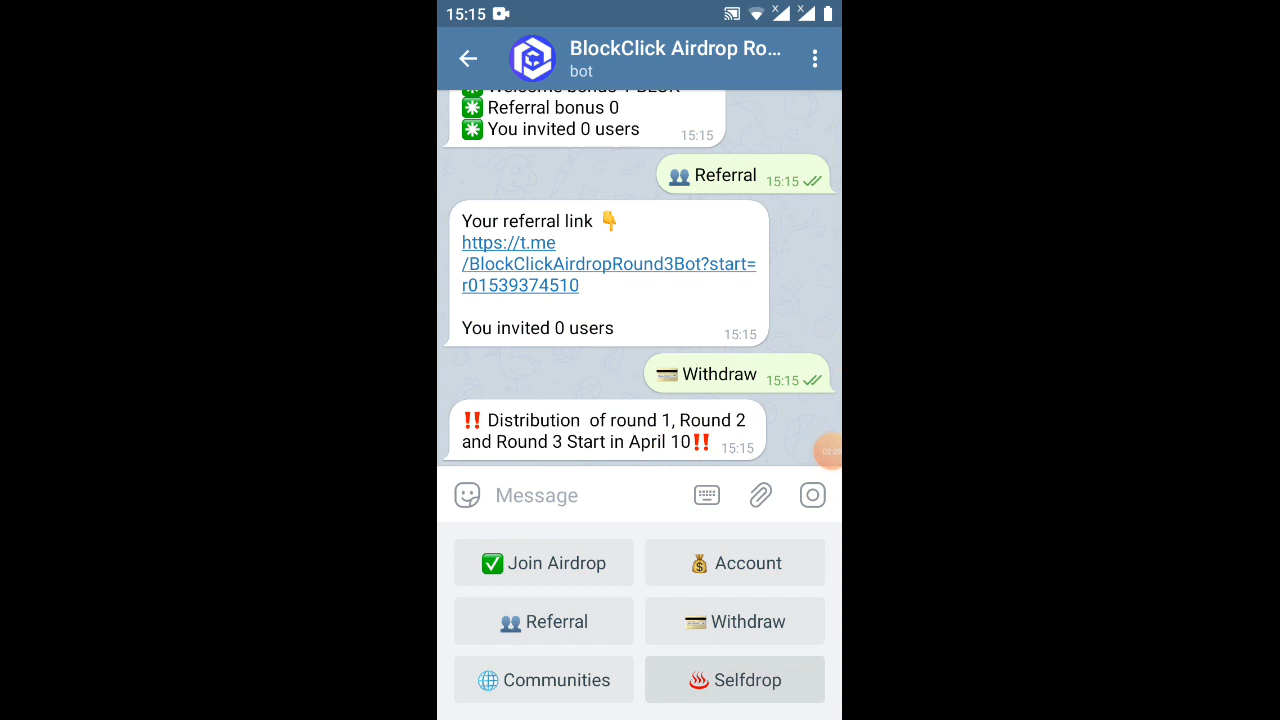 15:15
BlockClick Airdrop Ro...
bot
Referral bonus 0
You invited 0 users 15:15
Referral 15:15
Your referral link
https://t.me
/BlockClickAirdropRound3Bot?start=
r01539374510
You invited 0 users 15:15
Withdraw 15:15
‼️ Distribution of round 1, Round 2
and Round 3 Start in April 10‼️ 15:15
Message
Join Airdrop Account
Referral Withdraw
Communities Selfdrop